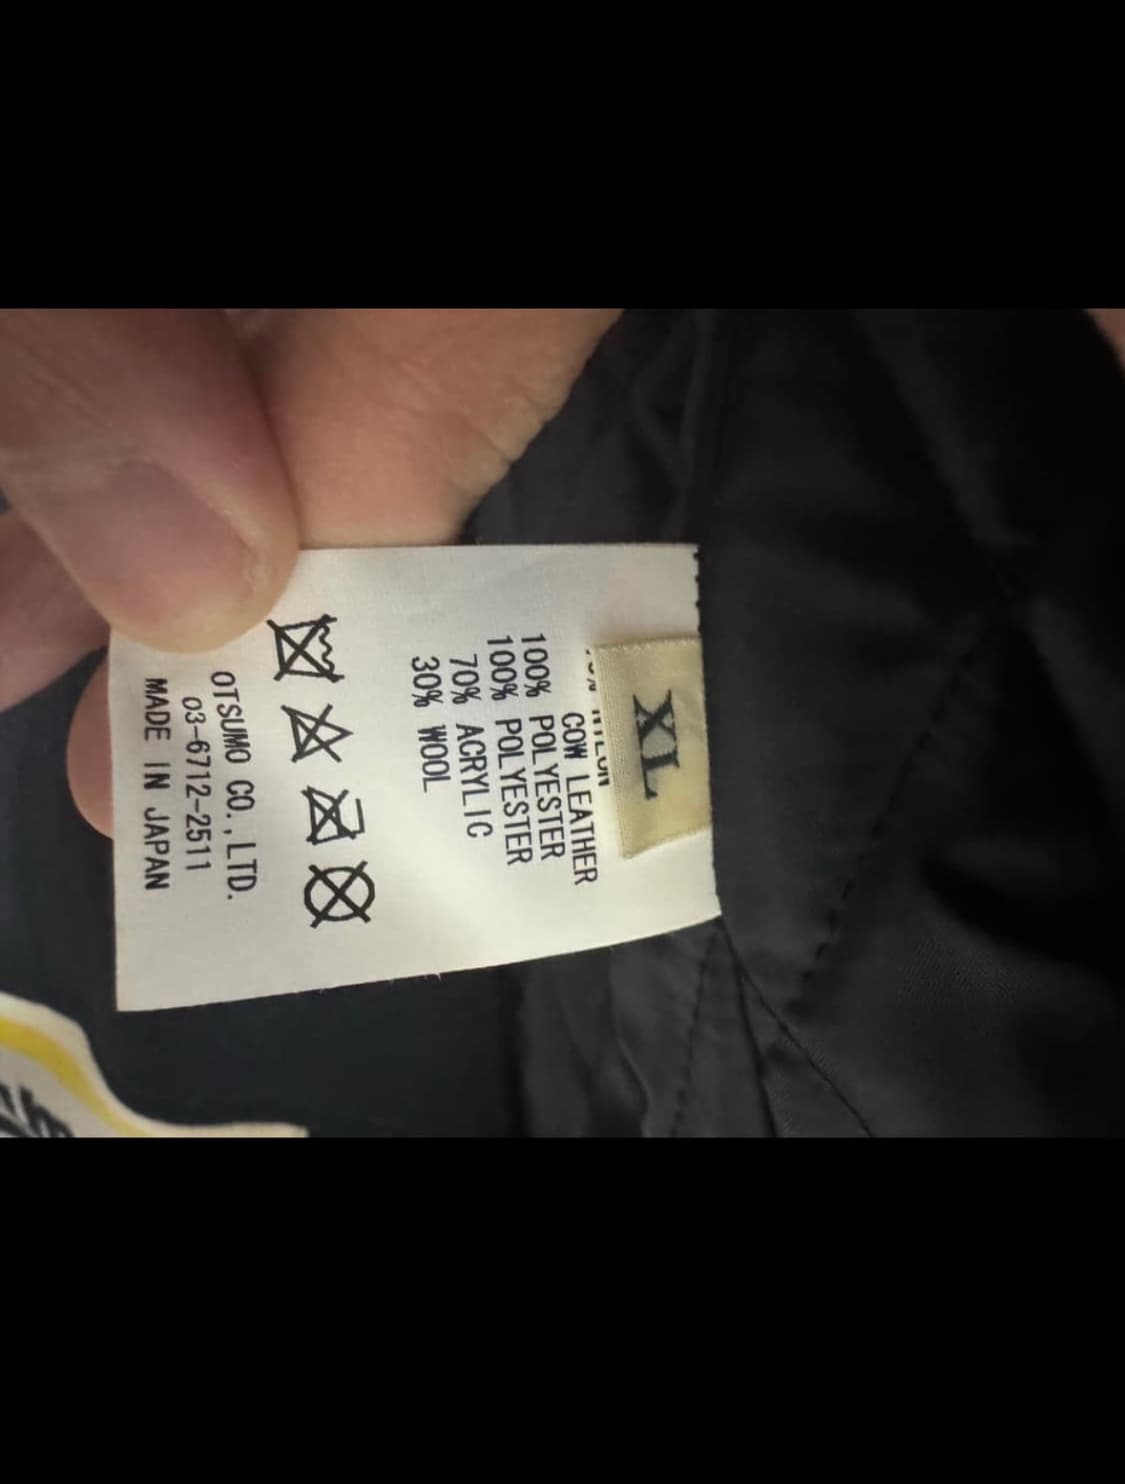 XL
NYLON
COW LEATHER
100% POLYESTER
100% POLYESTER
70% ACRYLIC
30% WOOL
OTSUMO CO.,LTD.
03-6712-2511
MADE IN JAPAN